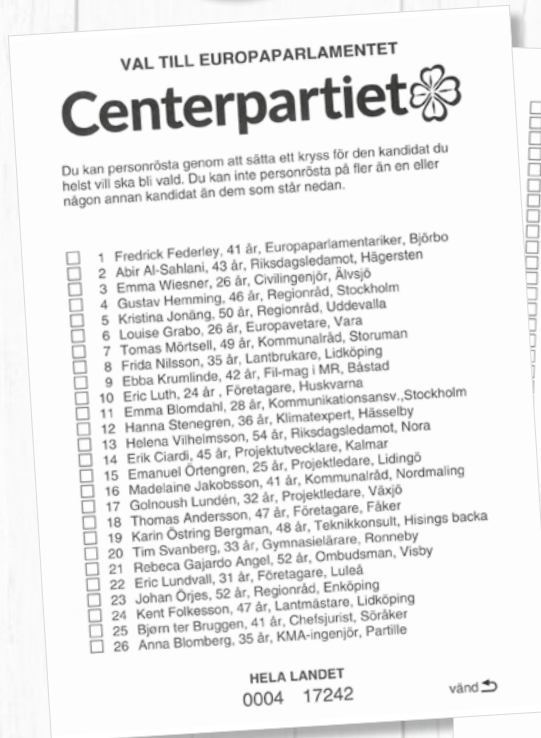 VAL TILL EUROPAPARLAMENTET
Centerpartiet
Du kan personrösta genom att sätta ett kryss för den kandidat du
helst vill ska bli vald. Du kan inte personrösta på fler än en eller
någon annan kandidat än dem som står nedan.
1 Fredrick Federley, 41 år, Europaparlamentariker, Björbo
2 Abir Al-Sahlani, 43 år, Riksdagsledamot, Hägersten
3 Emma Wiesner, 26 år, Civilingenjör, Älvsjö
4 Gustav Hemming, 46 år, Regionråd, Stockholm
5 Kristina Jonäng, 50 år, Regionråd, Uddevalla
6 Louise Grabo, 26 år, Europavetare, Vara
7 Tomas Mörtsell, 49 år, Kommunalråd, Storuman
8 Frida Nilsson, 35 år, Lantbrukare, Lidköping
9 Ebba Krumlinde, 42 år, Fil-mag i MR, Båstad
10 Eric Luth, 24 år , Företagare, Huskvarna
11 Emma Blomdahl, 28 år, Kommunikationsansv.,Stockholm
12 Hanna Stenegren, 36 år, Klimatexpert, Hässelby
13 Helena Vilhelmsson, 54 år, Riksdagsledamot, Nora
14 Erik Ciardi, 45 år, Projektutvecklare, Kalmar
15 Emanuel Örtengren, 25 år, Projektledare, Lidingö
16 Madelaine Jakobsson, 41 år, Kommunalråd, Nordmaling
17 Golnoush Lundén, 32 år, Projektledare, Växjö
18 Thomas Andersson, 47 år, Företagare, Fåker
19 Karin Östring Bergman, 48 år, Teknikkonsult, Hisings backa
20 Tim Svanberg, 33 år, Gymnasielärare, Ronneby
21 Rebeca Gajardo Angel, 52 år, Ombudsman, Visby
22 Eric Lundvall, 31 år, Företagare, Luleå
23 Johan Örjes, 52 år, Regionråd, Enköping
24 Kent Folkesson, 47 år, Lantmästare, Lidköping
25 Bjørn ter Bruggen, 41 år, Chefsjurist, Söråker
26 Anna Blomberg, 35 år, KMA-ingenjör, Partille
HELA LANDET
0004 17242
vänd